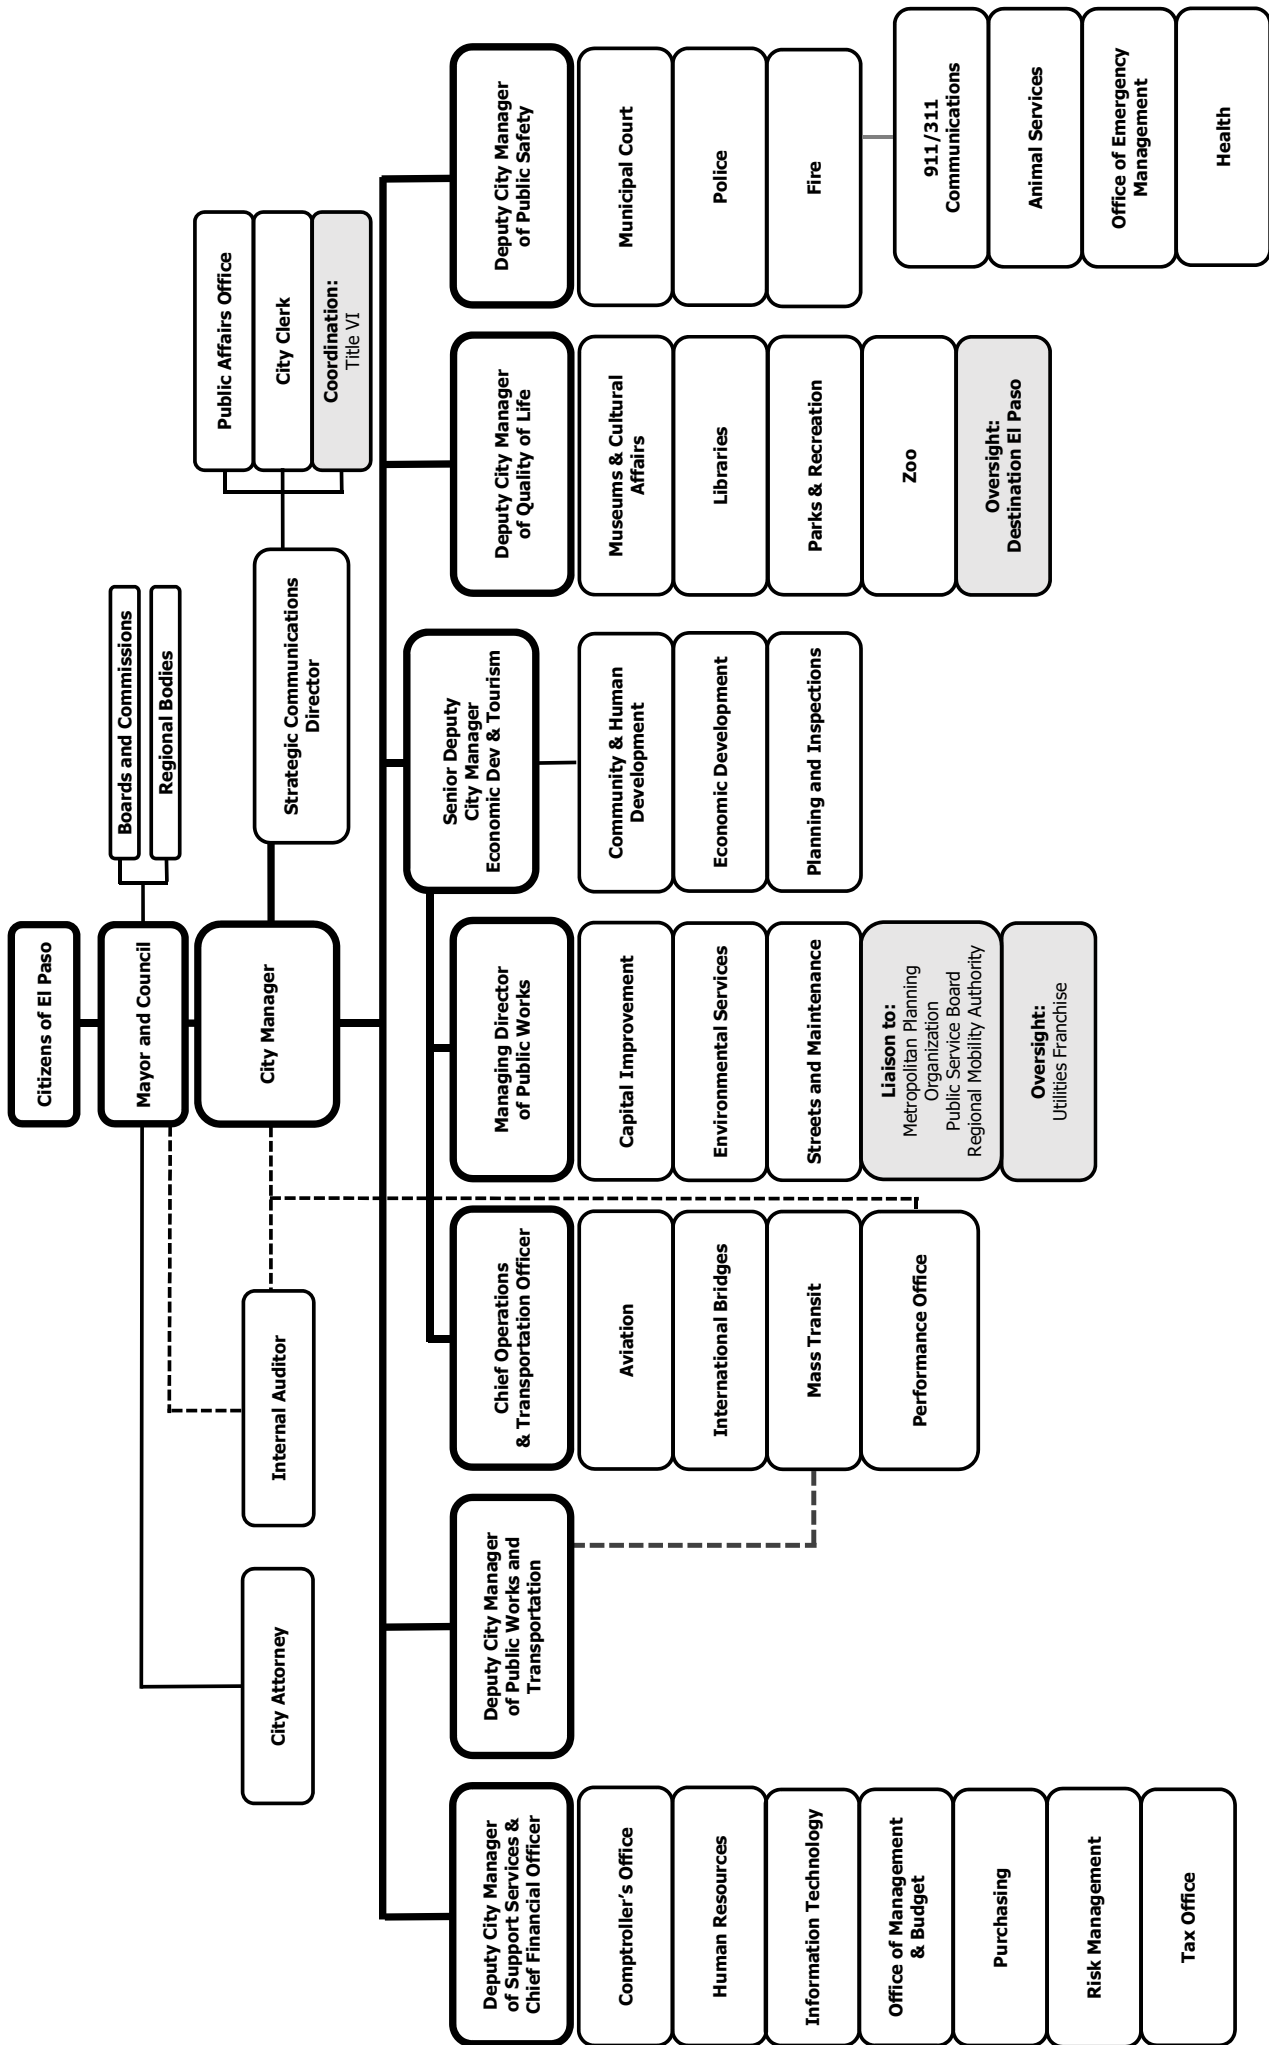 Citizens of El Paso
Mayor and Council
Boards and Commissions
Regional Bodies
City Manager
Strategic Communications
Director
Public Affairs Office
City Clerk
Coordination:
Title VI
City Attorney
Internal Auditor
Deputy City Manager
of Support Services &
Chief Financial Officer
Comptroller's Office
Human Resources
Information Technology
Office of Management
& Budget
Purchasing
Risk Management
Tax Office
Deputy City Manager
of Public Works and
Transportation
Chief Operations
& Transportation Officer
Aviation
International Bridges
Mass Transit
Performance Office
Managing Director
of Public Works
Capital Improvement
Environmental Services
Streets and Maintenance
Liaison to:
Metropolitan Planning
Organization
Public Service Board
Regional Mobility Authority
Oversight:
Utilities Franchise
Senior Deputy
City Manager
Economic Dev & Tourism
Community & Human
Development
Economic Development
Planning and Inspections
Deputy City Manager
of Quality of Life
Museums & Cultural
Affairs
Libraries
Parks & Recreation
Zoo
Oversight:
Destination El Paso
Deputy City Manager
of Public Safety
Municipal Court
Police
Fire
911/311
Communications
Animal Services
Office of Emergency
Management
Health